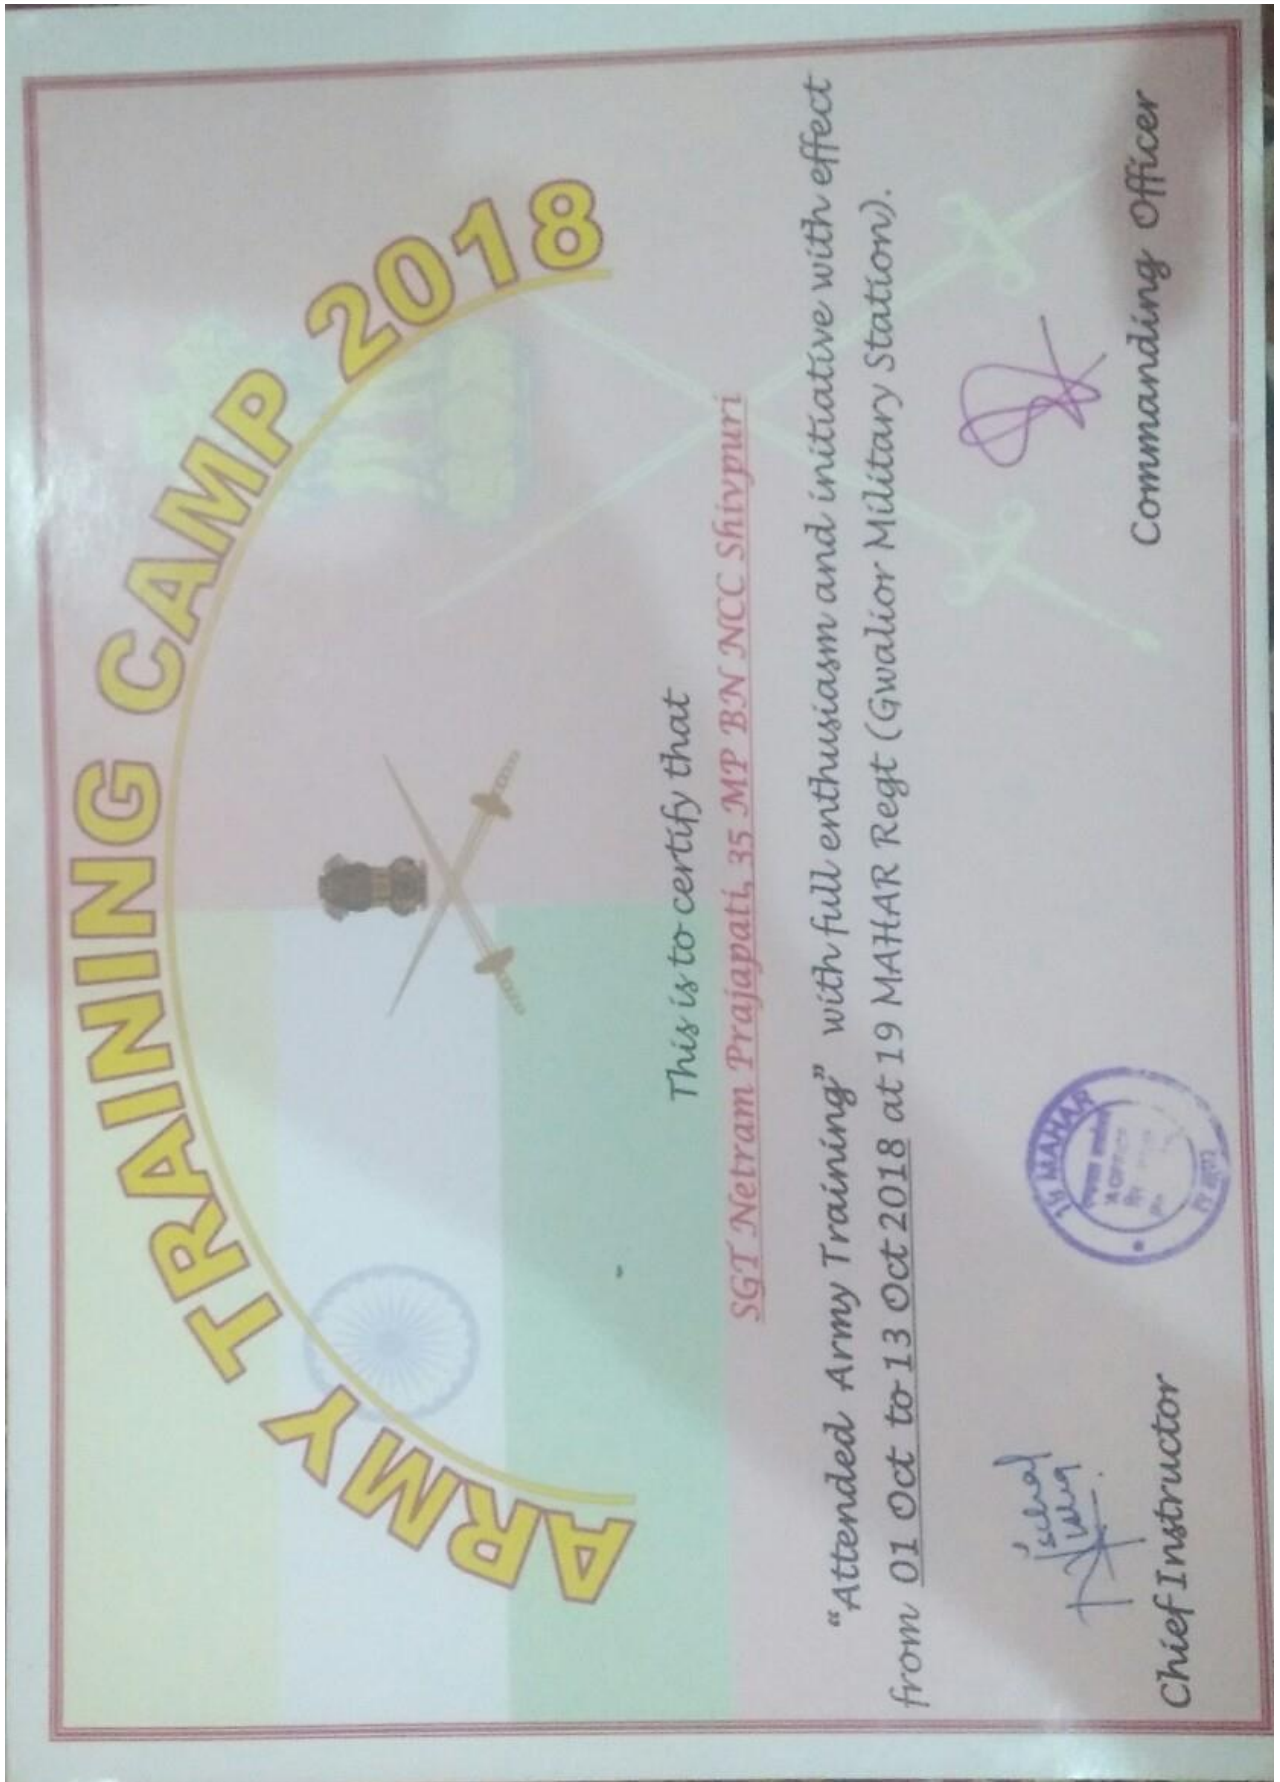 ARMY TRAINING CAMP 2018
This is to certify that
SGT Netram Prajapati, 35 MP BN NCC Shivpuri
“Attended Army Training” with full enthusiasm and initiative with effect
from 01 Oct to 13 Oct 2018 at 19 MAHAR Regt (Gwalior Military Station).
MAHAR
Chief Instructor
Commanding Officer